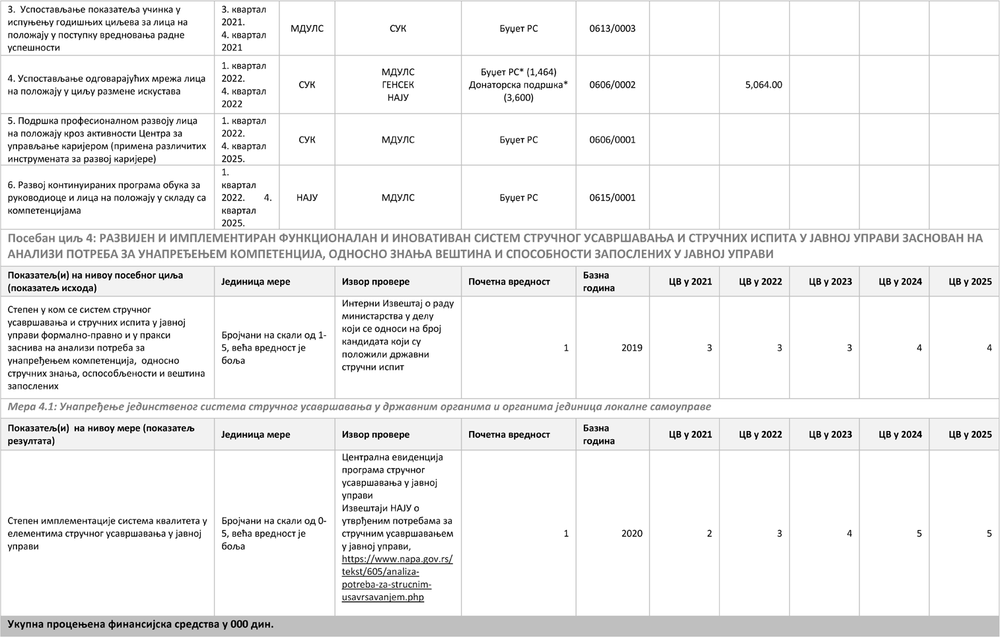 3.  Успостављање показатеља учинка у
испуњењу годишњих циљева за лица на
положају у поступку вредновања радне
успешности
3. квартал
2021.
4. квартал
2021
МДУЛС
СУК
Буџет РС
0613/0003
4. Успостављање одговарајућих мрежа лица
на положају у циљу размене искустава
1. квартал
2022.
4. квартал
2022
СУК
МДУЛС
ГЕНСЕК
НАЈУ
Буџет РС* (1,464)
Донаторска подршка*
(3,600)
0606/0002
5,064.00
5. Подршка професионалном развоју лица
на положају кроз активности Центра за
управљање каријером (примена различитих
инструмената за развој каријере)
1. квартал
2022.
4. квартал
2025.
СУК
МДУЛС
Буџет РС
0606/0001
6. Развој континуираних програма обука за
руководиоце и лица на положају у складу са
компетенцијама
1.
квартал
2022. 4.
квартал
2025.
НАЈУ
МДУЛС
Буџет РС
0615/0001
Посебан циљ 4: РАЗВИЈЕН И ИМПЛЕМЕНТИРАН ФУНКЦИОНАЛАН И ИНОВАТИВАН СИСТЕМ СТРУЧНОГ УСАВРШАВАЊА И СТРУЧНИХ ИСПИТА У ЈАВНОЈ УПРАВИ ЗАСНОВАН НА
АНАЛИЗИ ПОТРЕБА ЗА УНАПРЕЂЕЊЕМ КОМПЕТЕНЦИЈА, ОДНОСНО ЗНАЊА ВЕШТИНА И СПОСОБНОСТИ ЗАПОСЛЕНИХ У ЈАВНОЈ УПРАВИ
Показатељ(и) на нивоу посебног циља
(показатељ исхода)
Јединица мере
Извор провере
Почетна вредност
Базна
година
ЦВ у 2021
ЦВ у 2022
ЦВ у 2023
ЦВ у 2024
ЦВ у 2025
Степен у ком се систем стручног
усавршавања и стручних испита у јавној
управи формално-правно и у пракси
заснива на анализи потреба за
унапређењем компетенција,  односно
стручних знања, оспособљености и вештина
запослених
Бројчани на скали од 1-
5, већа вредност је
боља
Интерни Извештај о раду
министарства у делу
који се односи на број
кандидата који су
положили државни
стручни испит
1
2019
3
3
3
4
4
Мера 4.1: Унапређење јединственог система стручног усавршавања у државним органима и органима јединица локалне самоуправе
Показатељ(и)  на нивоу мере (показатељ
резултата)
Јединица мере
Извор провере
Почетна вредност
Базна
година
ЦВ у 2021
ЦВ у 2022
ЦВ у 2023
ЦВ у 2024
ЦВ у 2025
Степен имплементације система квалитета у
елементима стручног усавршавања у јавној
управи
Бројчани на скали од 0-
5, већа вредност је
боља
Централна евиденција
програма стручног
усавршавања у јавној
управи
Извештаји НАЈУ о
утврђеним потребама за
стручним усавршавањем
у јавној управи,
https://www.napa.gov.rs/
tekst/605/analiza-
potreba-za-strucnim-
usavrsavanjem.php
1
2020
2
3
4
5
5
Укупна процењена финансијска средства у 000 дин.